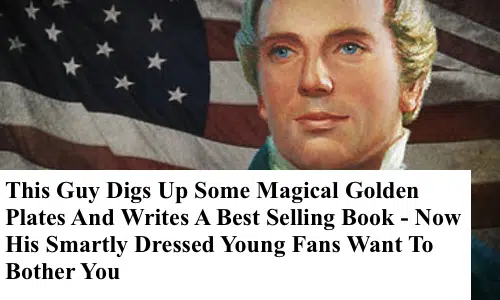 This Guy Digs Up Some Magical Golden
Plates And Writes A Best Selling Book - Now
His Smartly Dressed Young Fans Want To
Bother You